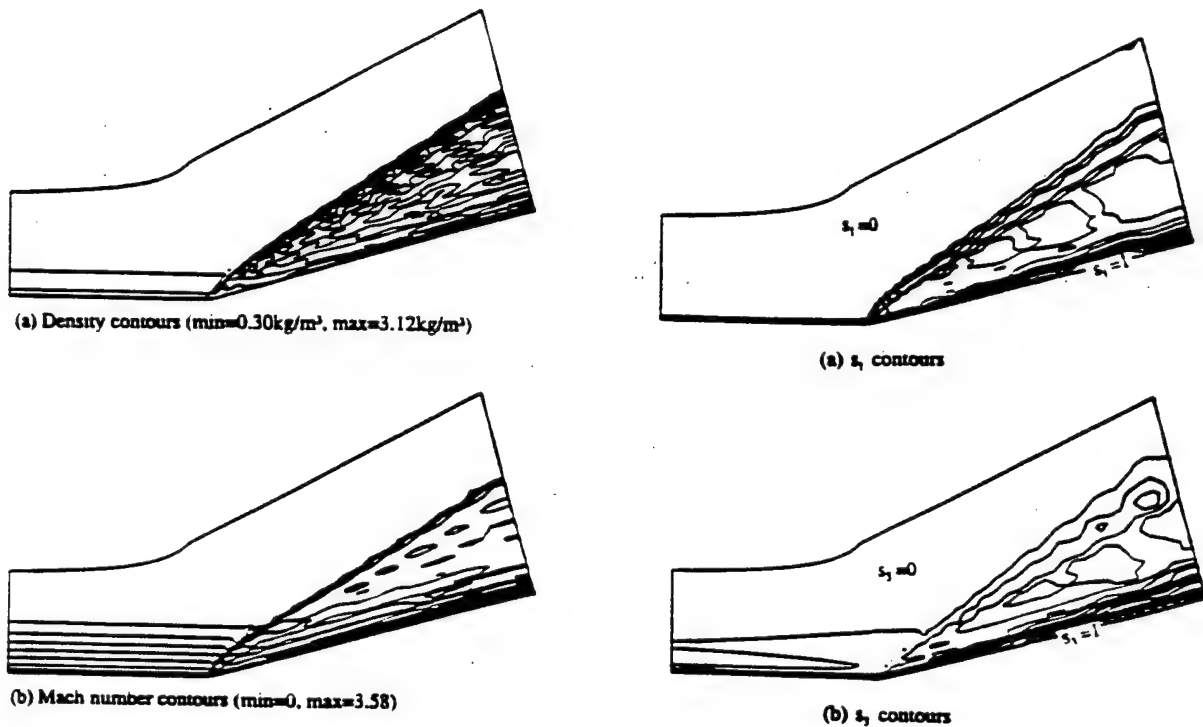 (a) Density contours (min=0.30kg/m³, max=3.12kg/m³)
(b) Mach number contours (min=0, max=3.58)
s₁=0
s₁=1
(a) s₁ contours
s₃=0
s₃=1
(b) s₃ contours